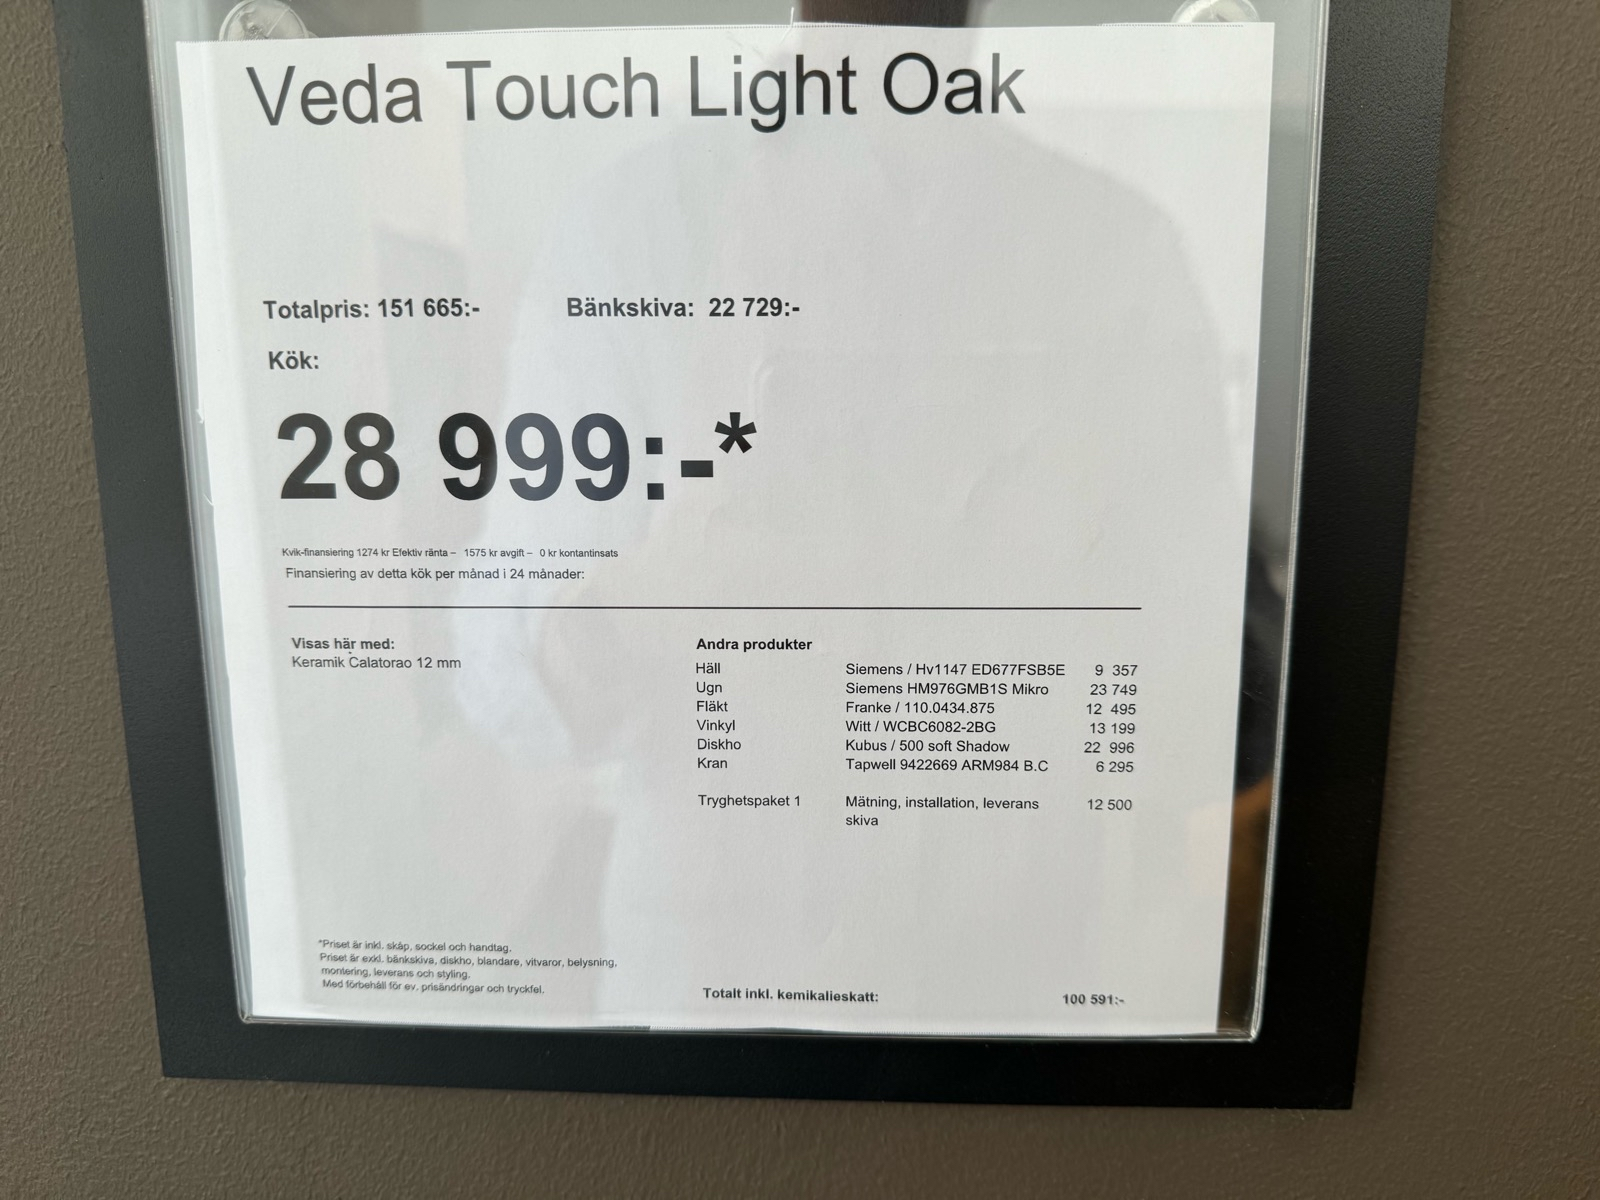 Veda Touch Light Oak
Totalpris: 151 665:- Bänkskiva: 22 729:-
Kök:
28 999:-*
Kvik-finansiering 1274 kr Efektiv ränta – 1575 kr avgift – 0 kr kontantinsats
Finansiering av detta kök per månad i 24 månader:
Visas här med:
Keramik Calatorao 12 mm
Andra produkter
Häll Siemens / Hv1147 ED677FSB5E 9 357
Ugn Siemens HM976GMB1S Mikro 23 749
Fläkt Franke / 110.0434.875 12 495
Vinkyl Witt / WCBC6082-2BG 13 199
Diskho Kubus / 500 soft Shadow 22 996
Kran Tapwell 9422669 ARM984 B.C 6 295
Tryghetspaket 1 Mätning, installation, leverans 12 500
skiva
*Priset är inkl. skåp, sockel och handtag.
Priset är exkl. bänkskiva, diskho, blandare, vitvaror, belysning,
montering, leverans och styling.
Med förbehåll för ev. prisändringar och tryckfel.
Totalt inkl. kemikalieskatt: 100 591:-